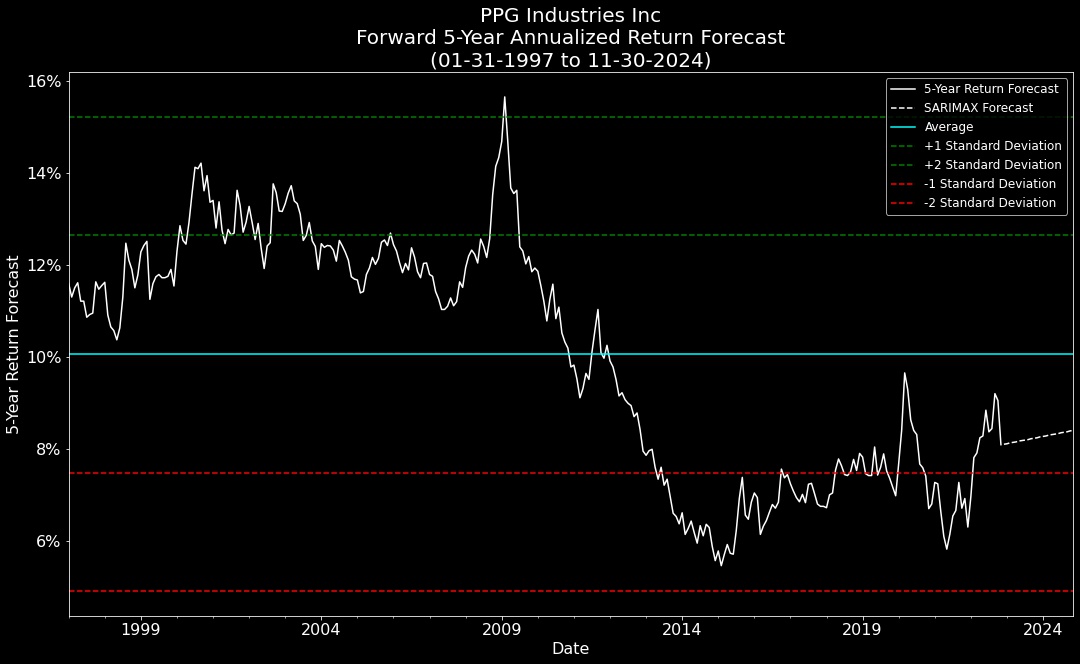 PPG Industries Inc
Forward 5-Year Annualized Return Forecast
(01-31-1997 to 11-30-2024)
16%
14%
12%
10%
8%
6%
5-Year Return Forecast
5-Year Return Forecast
SARIMAX Forecast
Average
+1 Standard Deviation
+2 Standard Deviation
-1 Standard Deviation
-2 Standard Deviation
1999
2004
2009
2014
2019
2024
Date